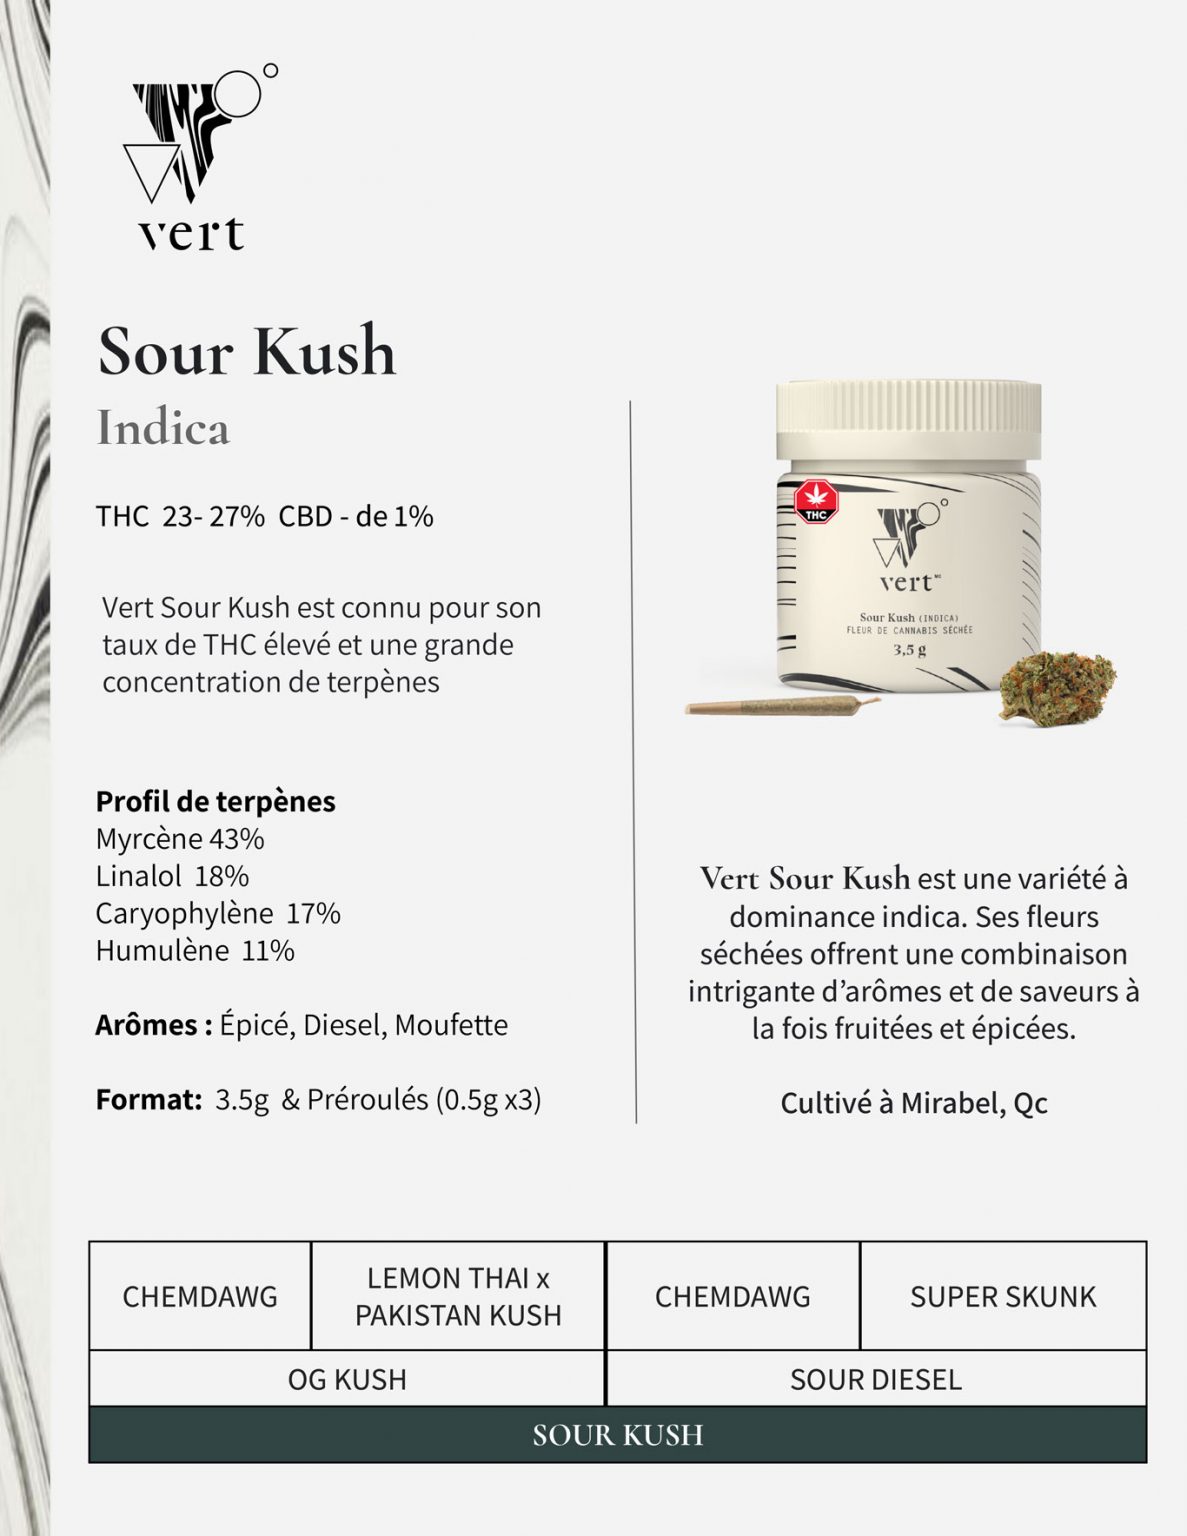 vert
Sour Kush
Indica
THC 23- 27% CBD - de 1%
Vert Sour Kush est connu pour son
taux de THC élevé et une grande
concentration de terpènes
Profil de terpènes
Myrcène 43%
Linalol 18%
Caryophylène 17%
Humulène 11%
Arômes : Épicé, Diesel, Moufette
Format: 3.5g & Préroulés (0.5g x3)
THC
vert MC
Sour Kush (INDICA)
FLEUR DE CANNABIS SÉCHÉE
3,5 g
Vert Sour Kush est une variété à
dominance indica. Ses fleurs
séchées offrent une combinaison
intrigante d’arômes et de saveurs à
la fois fruitées et épicées.
Cultivé à Mirabel, Qc
CHEMDAWG
LEMON THAI x
PAKISTAN KUSH
CHEMDAWG
SUPER SKUNK
OG KUSH
SOUR DIESEL
SOUR KUSH